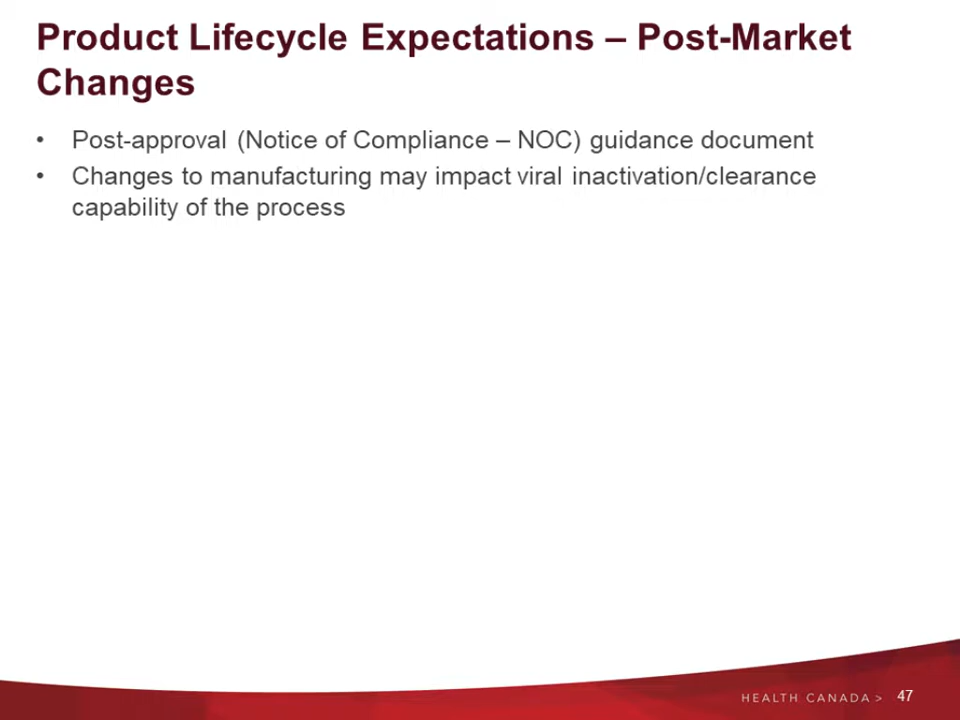 Product Lifecycle Expectations – Post-Market
Changes
• Post-approval (Notice of Compliance – NOC) guidance document
• Changes to manufacturing may impact viral inactivation/clearance
capability of the process
HEALTH CANADA > 47